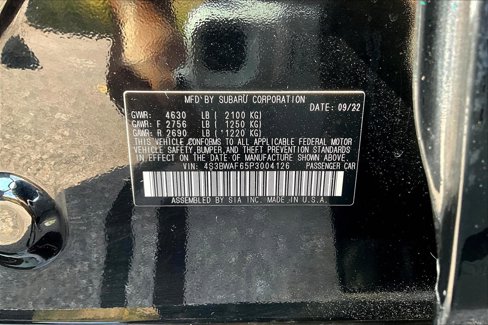 MFD BY SUBARU CORPORATION
DATE: 09/22
GVWR: 4630 LB ( 2100 KG)
GAWR: F 2756 LB ( 1250 KG)
GAWR: R 2690 LB ( 1220 KG)
THIS VEHICLE CONFORMS TO ALL APPLICABLE FEDERAL MOTOR
VEHICLE SAFETY, BUMPER, AND THEFT PREVENTION STANDARDS
IN EFFECT ON THE DATE OF MANUFACTURE SHOWN ABOVE.
VIN: 4S3BWAF65P3004126 PASSENGER CAR
ASSEMBLED BY SIA INC. MADE IN U.S.A.